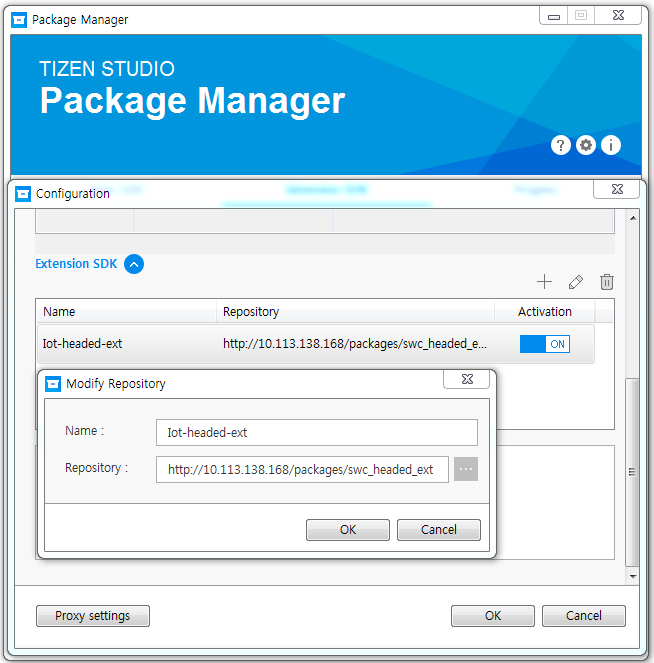 Package Manager
TIZEN STUDIO
Package Manager
? i
Configuration
Extension SDK
Name Repository Activation
Iot-headed-ext http://10.113.138.168/packages/swc_headed_e... ON
Modify Repository
Name : Iot-headed-ext
Repository : http://10.113.138.168/packages/swc_headed_ext ...
OK Cancel
Proxy settings OK Cancel